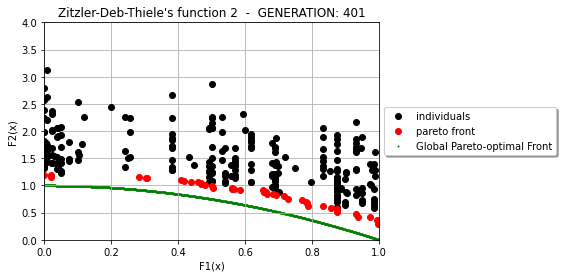 Zitzler-Deb-Thiele's function 2 - GENERATION: 401
4.0
3.5
3.0
2.5
2.0
1.5
1.0
0.5
0.0
F2(x)
0.0 0.2 0.4 0.6 0.8 1.0
F1(x)
individuals
pareto front
Global Pareto-optimal Front